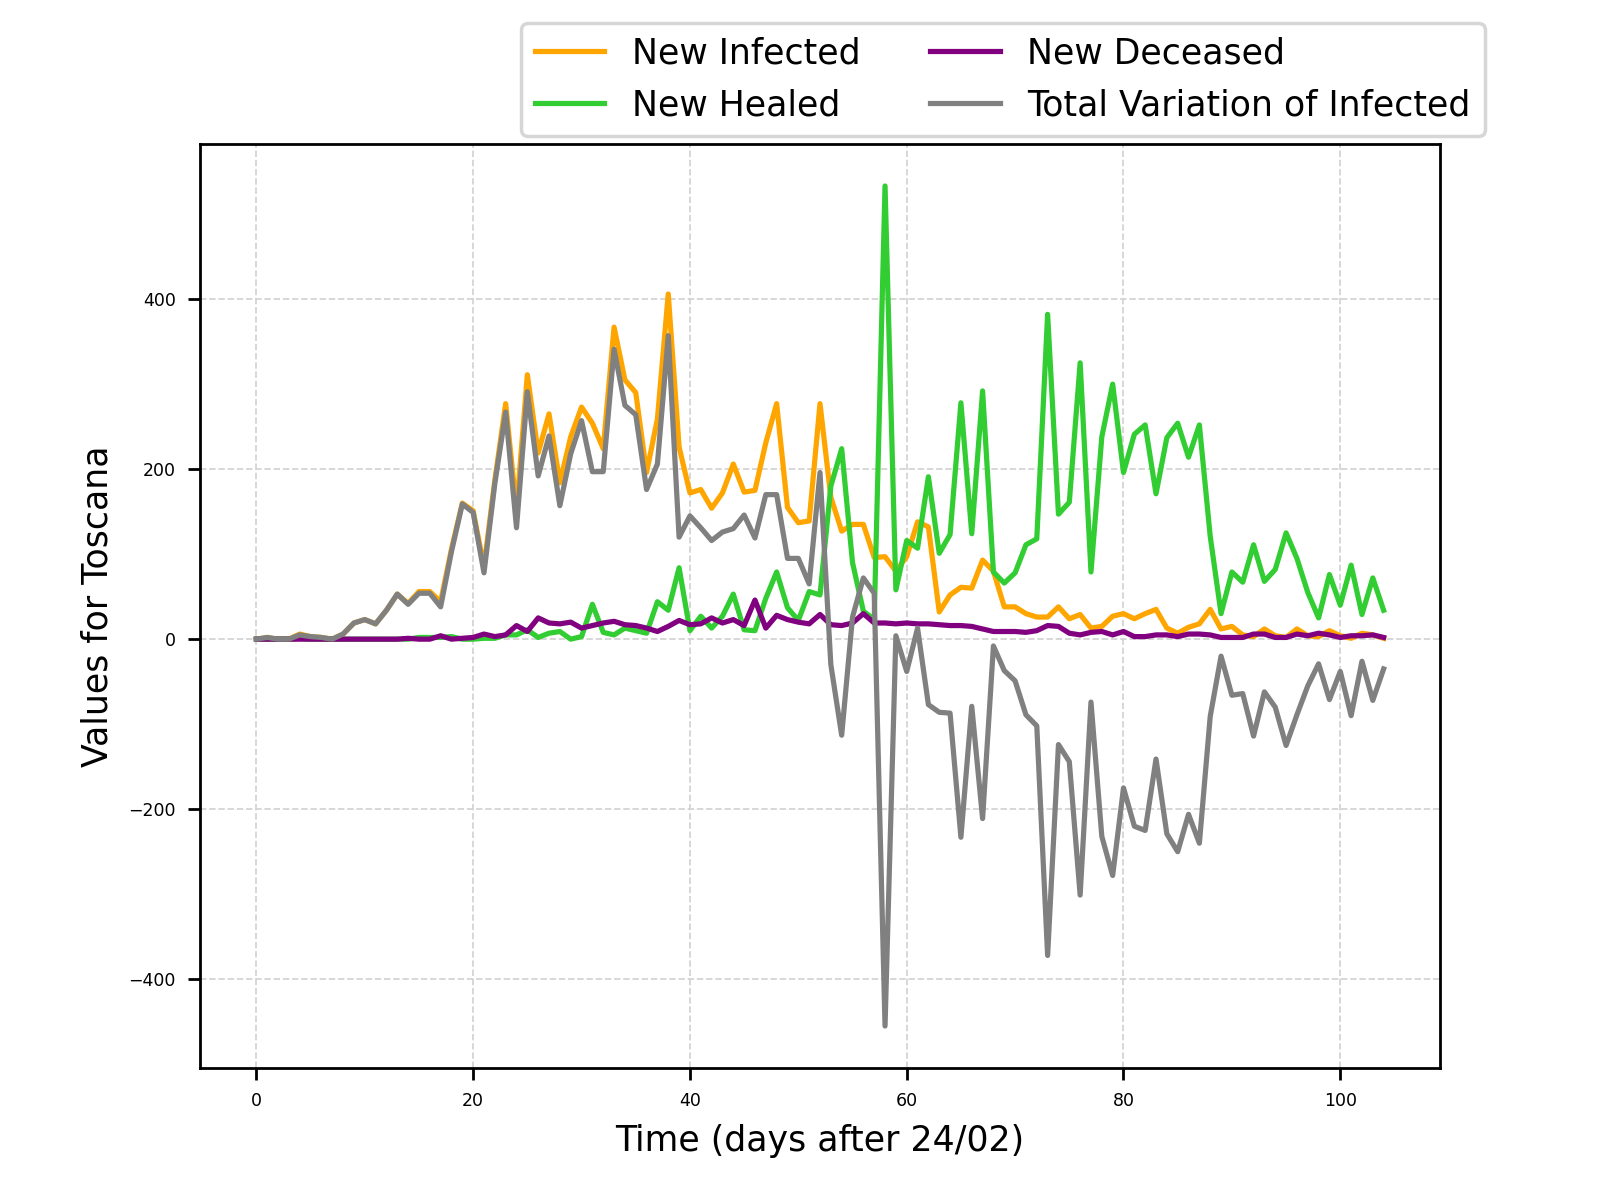 New Infected
New Healed
New Deceased
Total Variation of Infected
Values for Toscana
400
200
0
−200
−400
0 20 40 60 80 100
Time (days after 24/02)